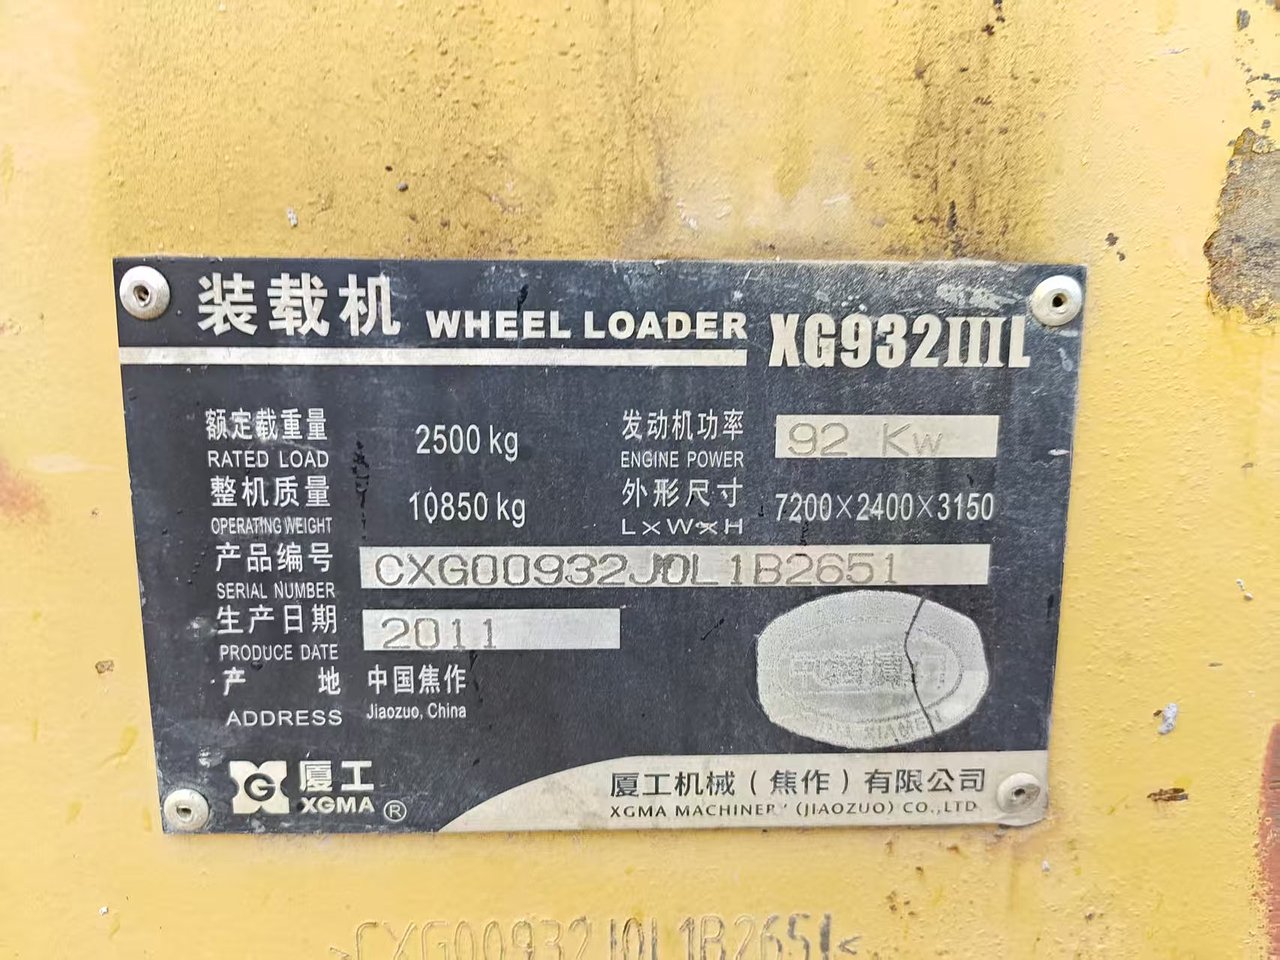 装载机 WHEEL LOADER XG932IIIL
额定载重量 2500 kg 发动机功率 92 Kw
RATED LOAD ENGINE POWER
整机质量 10850 kg 外形尺寸 7200×2400×3150
OPERATING WEIGHT L×W×H
产品编号 CXG00932J0L1B2651
SERIAL NUMBER
生产日期 2011
PRODUCE DATE
产 地 中国焦作
ADDRESS Jiaozuo, China
XIAMEN
G 厦工 厦工机械（焦作）有限公司
XGMA ® XGMA MACHINERY (JIAOZUO) CO.,LTD.
>CXG00932J0L1B2651<